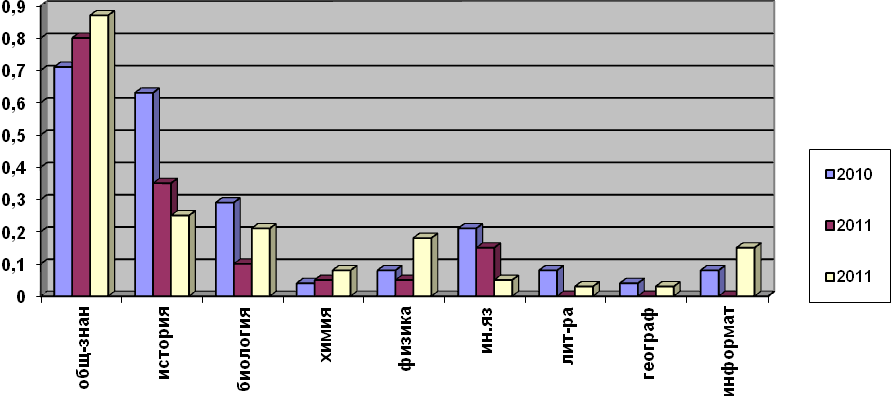 0,9
0,8
0,7
0,6
0,5
0,4
0,3
0,2
0,1
0
общ-знан
история
биология
химия
физика
ин.яз
лит-ра
географ
информат
2010
2011
2011